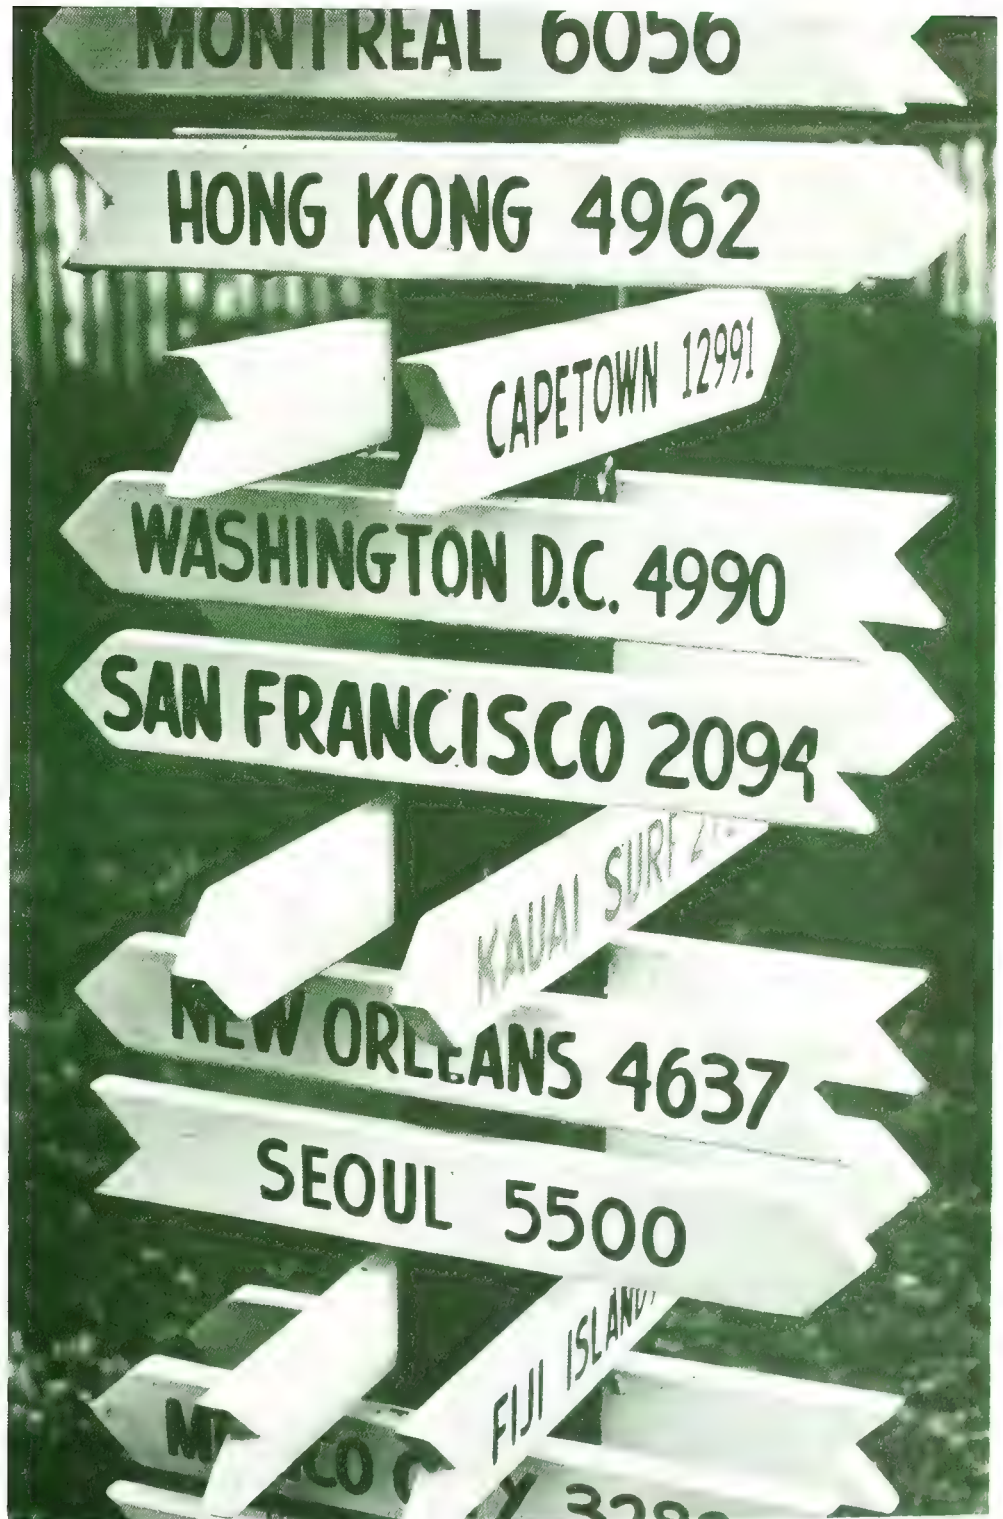 MONTREAL 6056
HONG KONG 4962
CAPETOWN 12991
WASHINGTON D.C. 4990
SAN FRANCISCO 2094
KAUAI SURF
NEW ORLEANS 4637
SEOUL 5500
FIJI